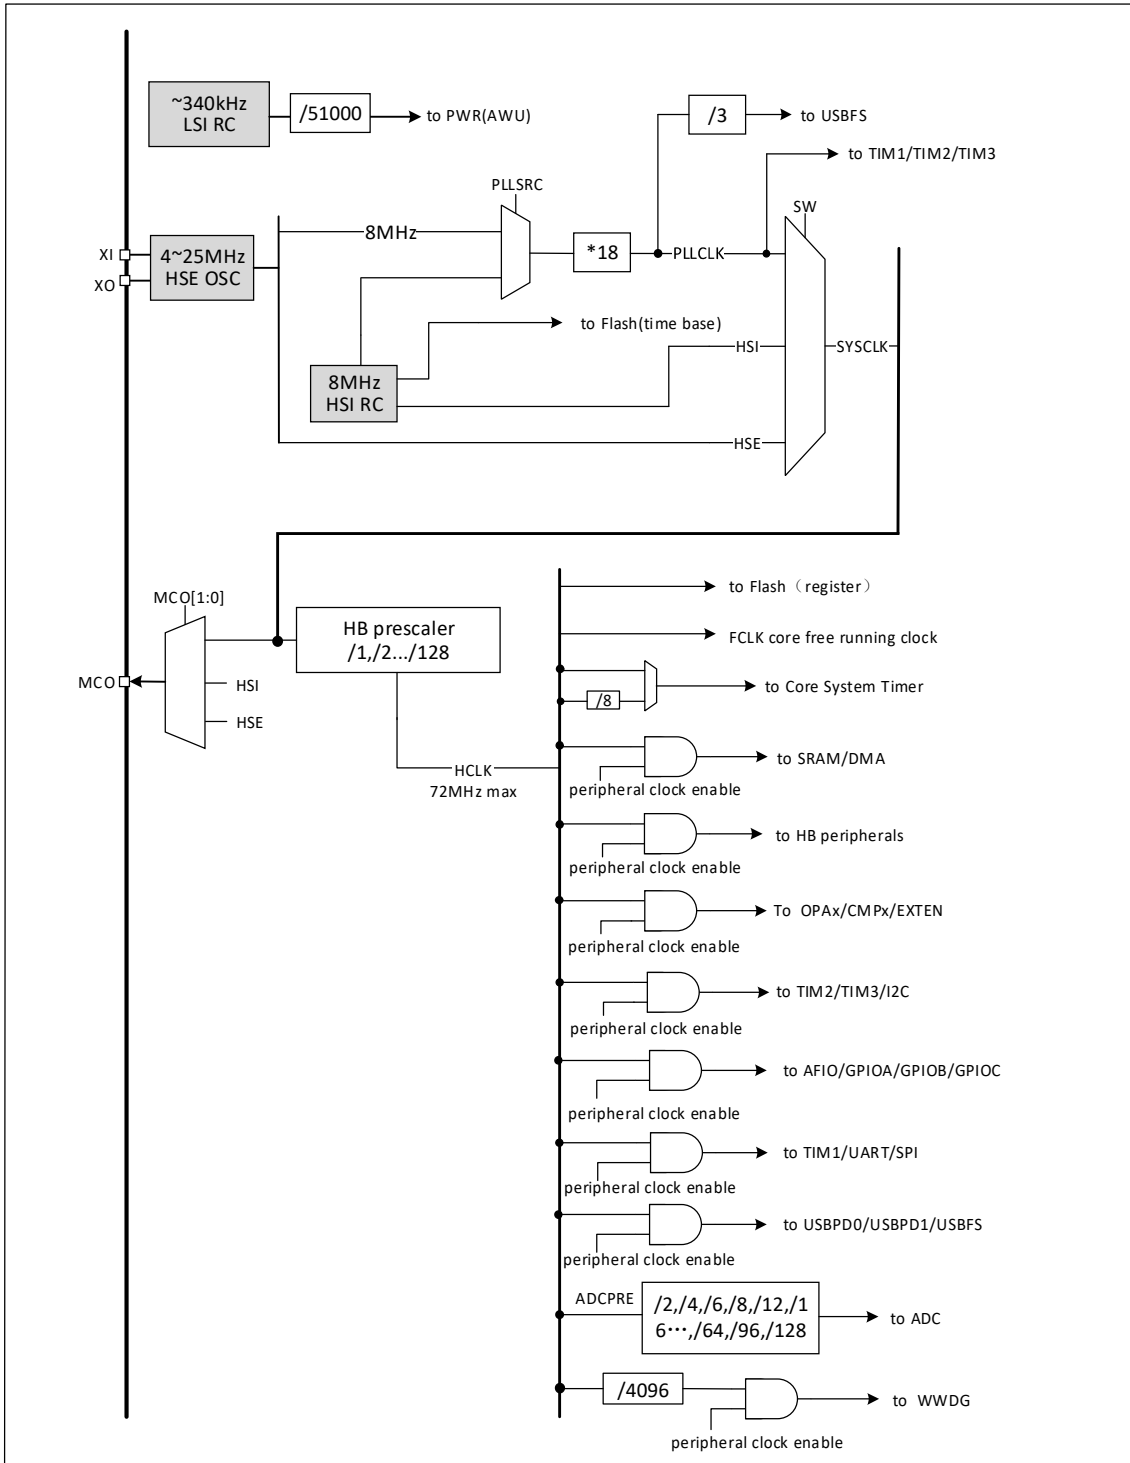 ~340kHz
LSI RC
/51000
to PWR(AWU)
/3
to USBFS
to TIM1/TIM2/TIM3
PLLSRC
SW
8MHz
XI
XO
4~25MHz
HSE OSC
*18
PLLCLK
to Flash(time base)
HSI
SYSCLK
8MHz
HSI RC
HSE
MCO[1:0]
HB prescaler
/1,/2.../128
MCO
HSI
HSE
HCLK
72MHz max
to Flash（register）
FCLK core free running clock
/8
to Core System Timer
to SRAM/DMA
peripheral clock enable
to HB peripherals
peripheral clock enable
To OPAx/CMPx/EXTEN
peripheral clock enable
to TIM2/TIM3/I2C
peripheral clock enable
to AFIO/GPIOA/GPIOB/GPIOC
peripheral clock enable
to TIM1/UART/SPI
peripheral clock enable
to USBPD0/USBPD1/USBFS
peripheral clock enable
ADCPRE
/2,/4,/6,/8,/12,/1
6···,/64,/96,/128
to ADC
/4096
to WWDG
peripheral clock enable